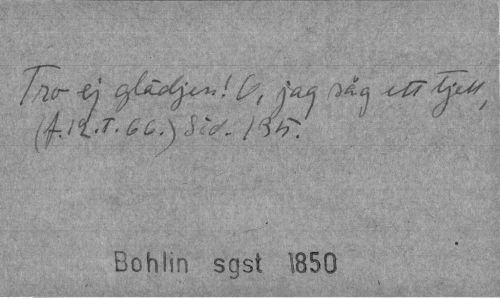 Tro ej glädjen! O, jag såg ett tjell,
(A.12.T.66.) Sid. 135.
Bohlin sgst 1850